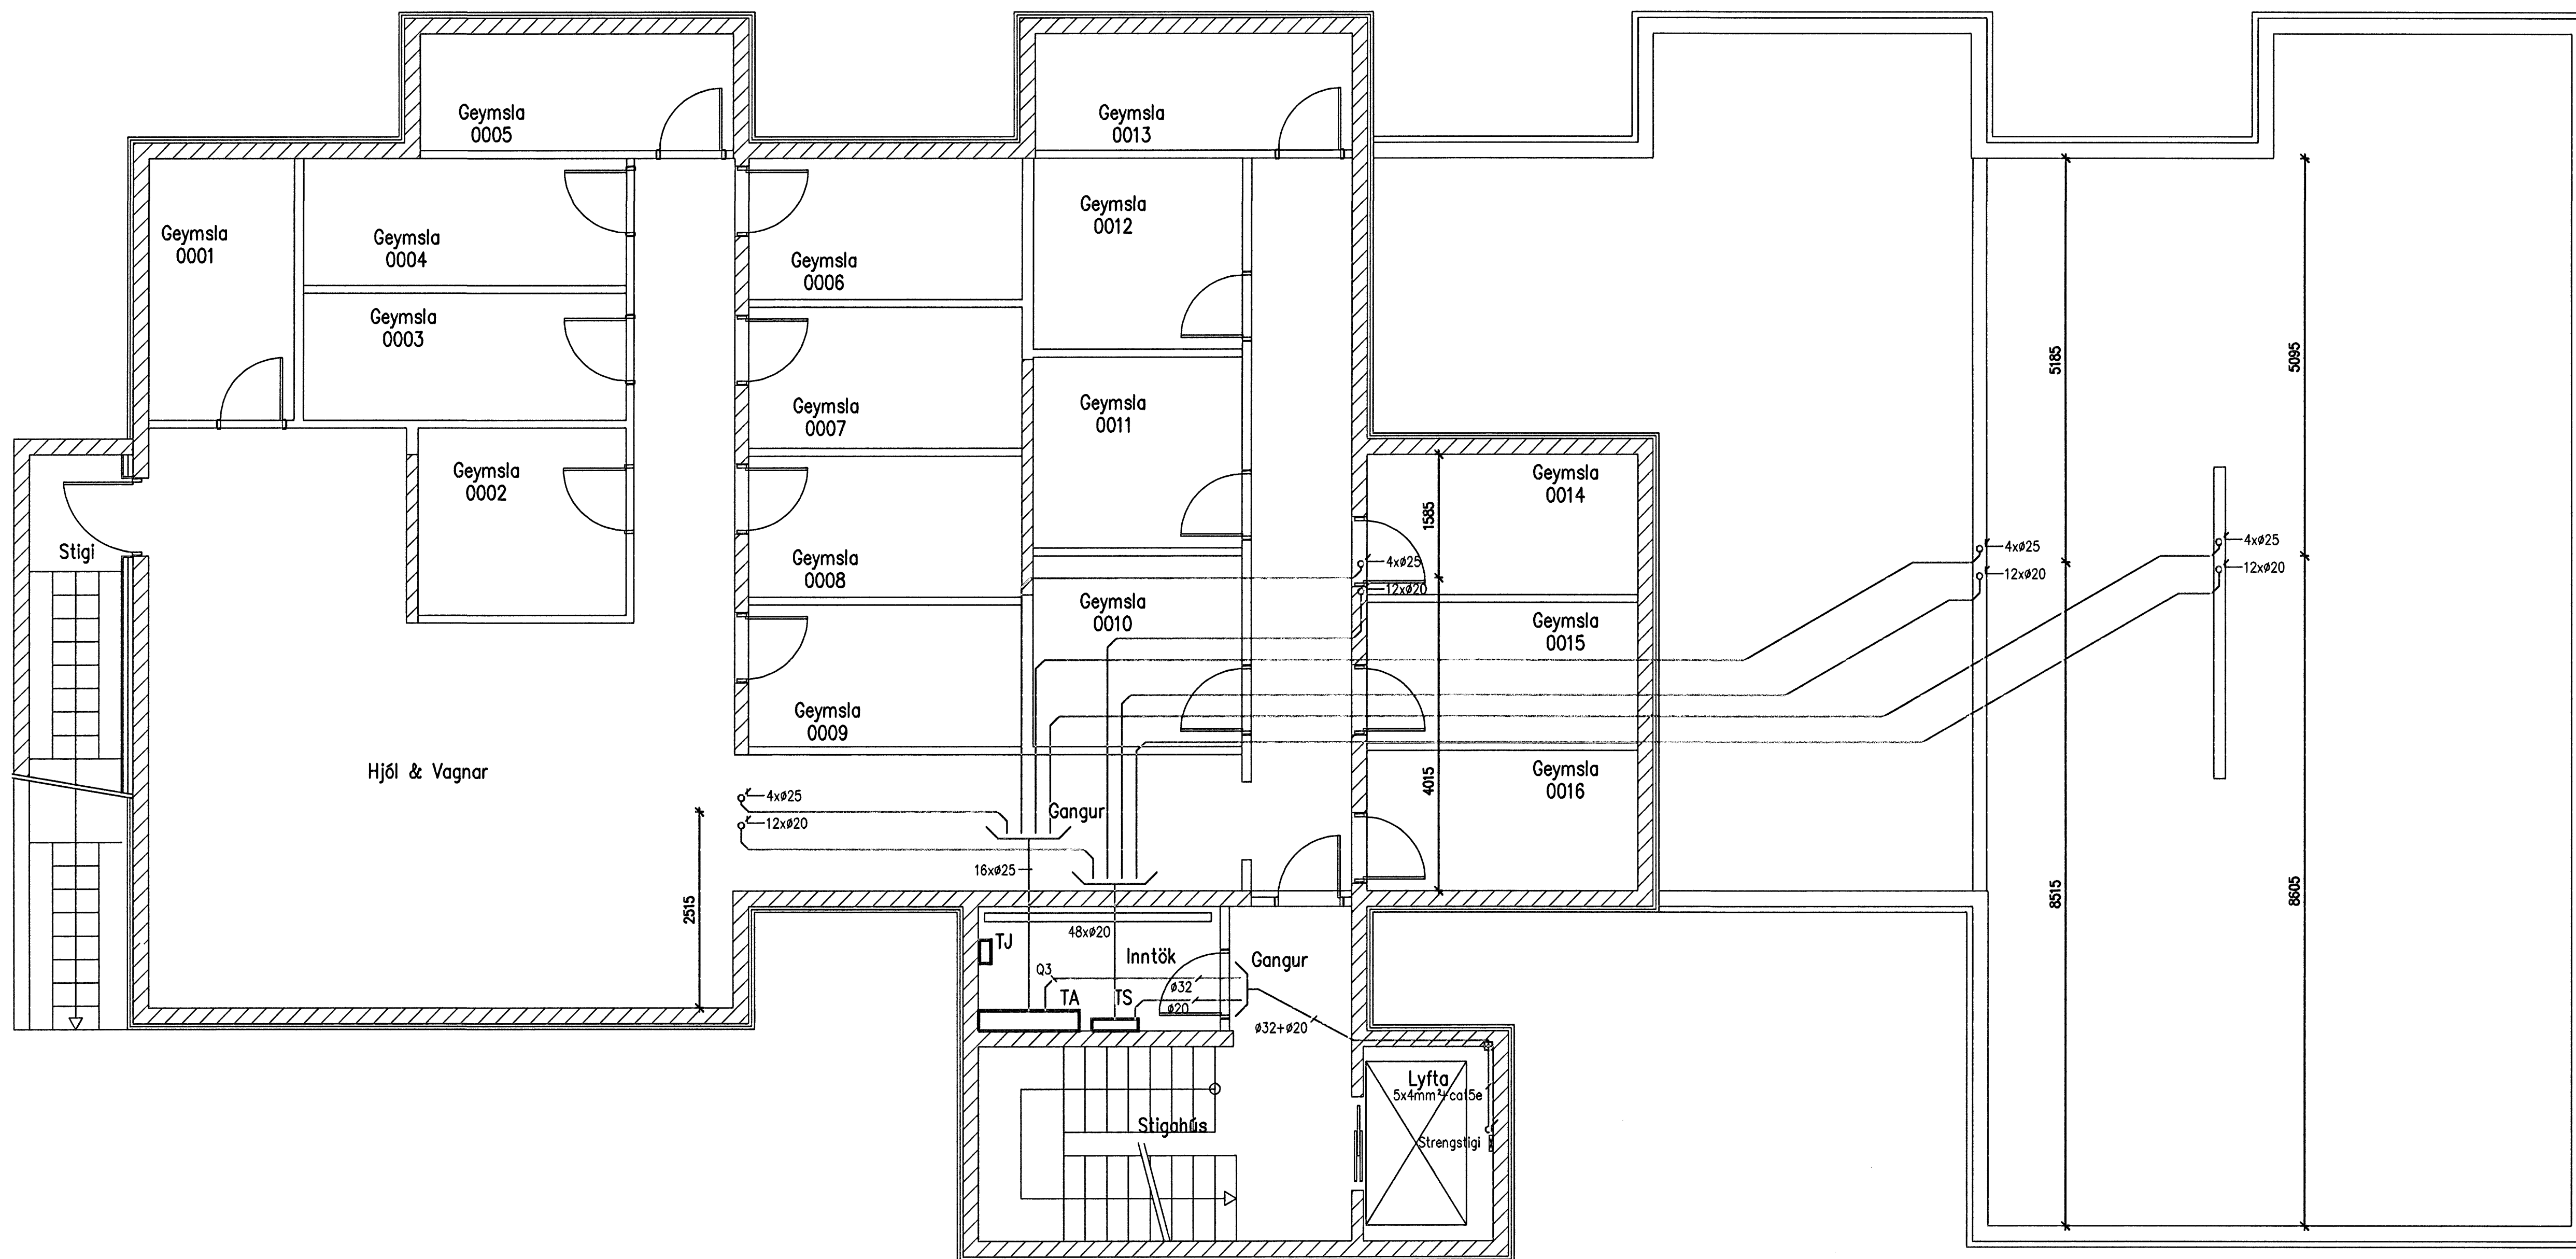 Geymsla
0005
Geymsla
0013
Geymsla
0001
Geymsla
0004
Geymsla
0006
Geymsla
0012
Geymsla
0003
Geymsla
0007
Geymsla
0011
5185
5095
Geymsla
0002
Geymsla
0014
1585
Stigi
Geymsla
0008
4xø25
12xø20
4xø25
12xø20
4xø25
12xø20
Geymsla
0010
Geymsla
0015
Geymsla
0009
Hjól & Vagnar
Geymsla
0016
4015
4xø25
12xø20
Gangur
16xø25
2515
8515
8605
48xø20
TJ
Inntök
Gangur
Q3
ø32
TA
TS
ø20
ø32+ø20
Lyfta
5x4mm²+cat5e
Stigahús
Strengstigi